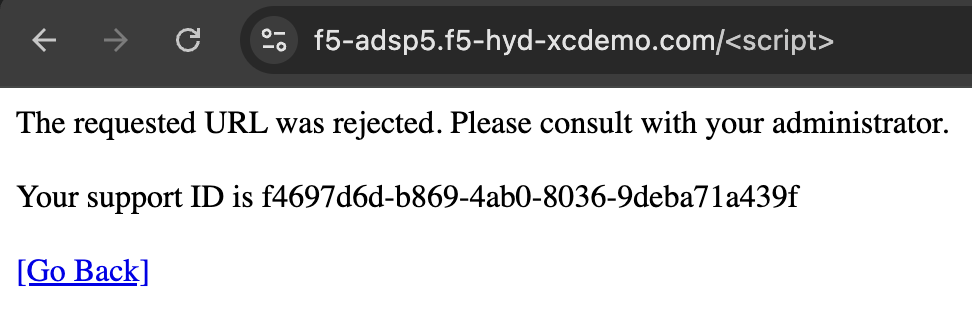 f5-adsp5.f5-hyd-xcdemo.com/<script>
The requested URL was rejected. Please consult with your administrator.
Your support ID is f4697d6d-b869-4ab0-8036-9deba71a439f
[Go Back]